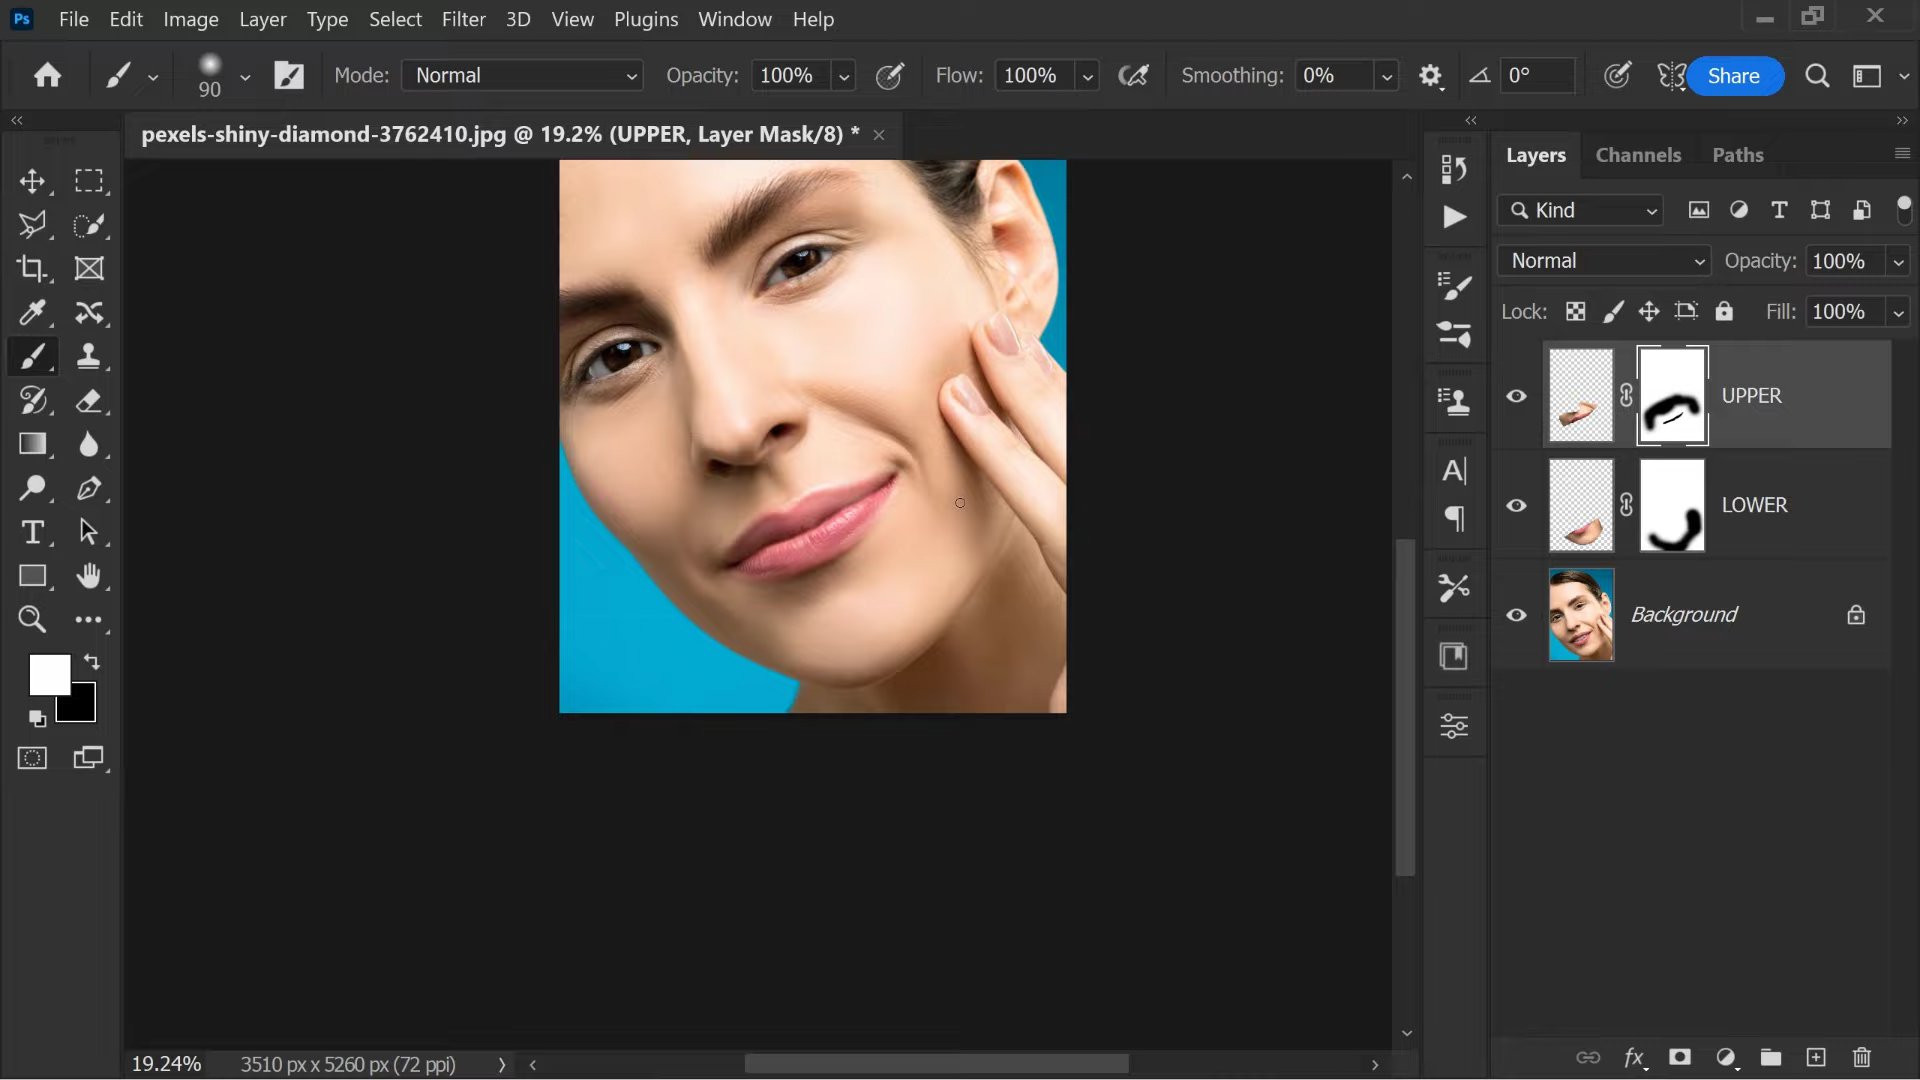 Ps File Edit Image Layer Type Select Filter 3D View Plugins Window Help
90 Mode: Normal Opacity: 100% Flow: 100% Smoothing: 0% 0° Share
pexels-shiny-diamond-3762410.jpg @ 19.2% (UPPER, Layer Mask/8) *
Layers Channels Paths
Kind
Normal Opacity: 100%
Lock: Fill: 100%
UPPER
LOWER
Background
19.24% 3510 px x 5260 px (72 ppi)
fx